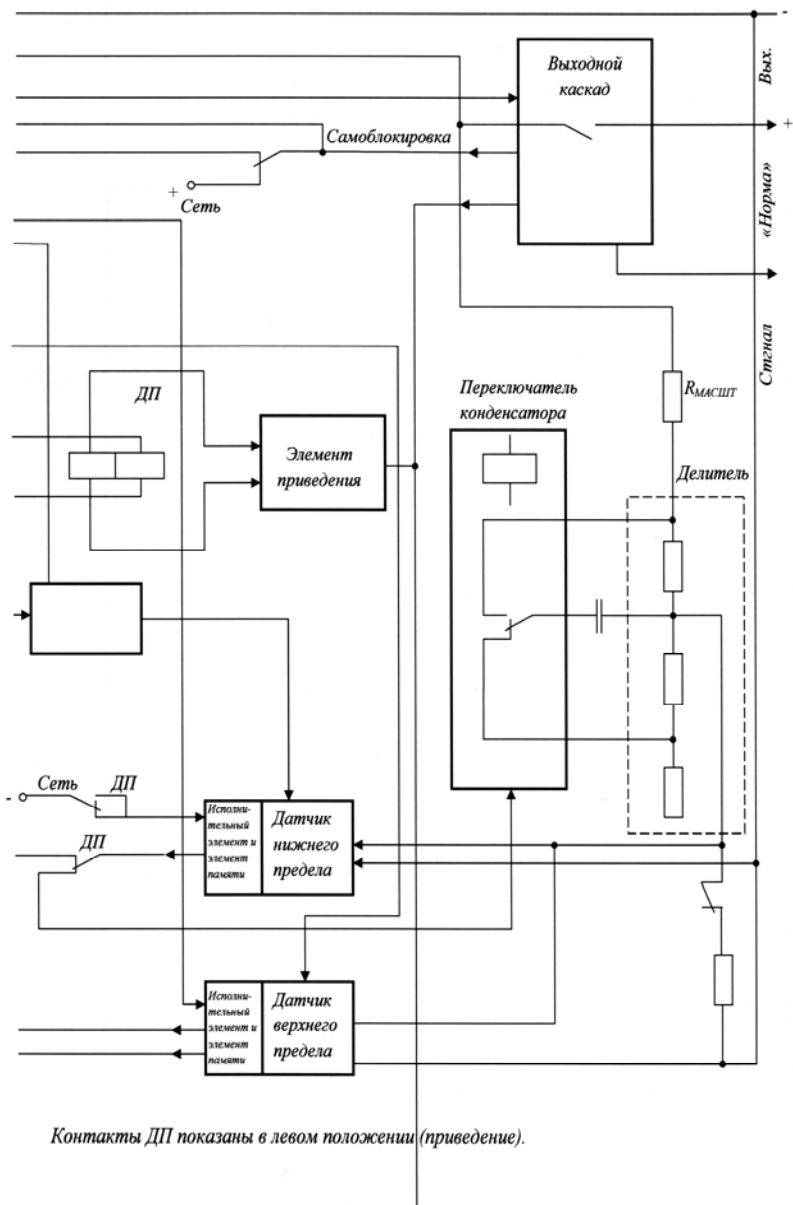 -
Выходной
каскад
Вых.
+
Самоблокировка
+
Сеть
«Норма»
Стгнал
ДП
Переключатель
конденсатора
RМАСШТ
Элемент
приведения
Делитель
- Сеть
ДП
Исполни-
тельный
элемент и
элемент
памяти
Датчик
нижнего
предела
ДП
Исполни-
тельный
элемент и
элемент
памяти
Датчик
верхнего
предела
Контакты ДП показаны в левом положении (приведение).